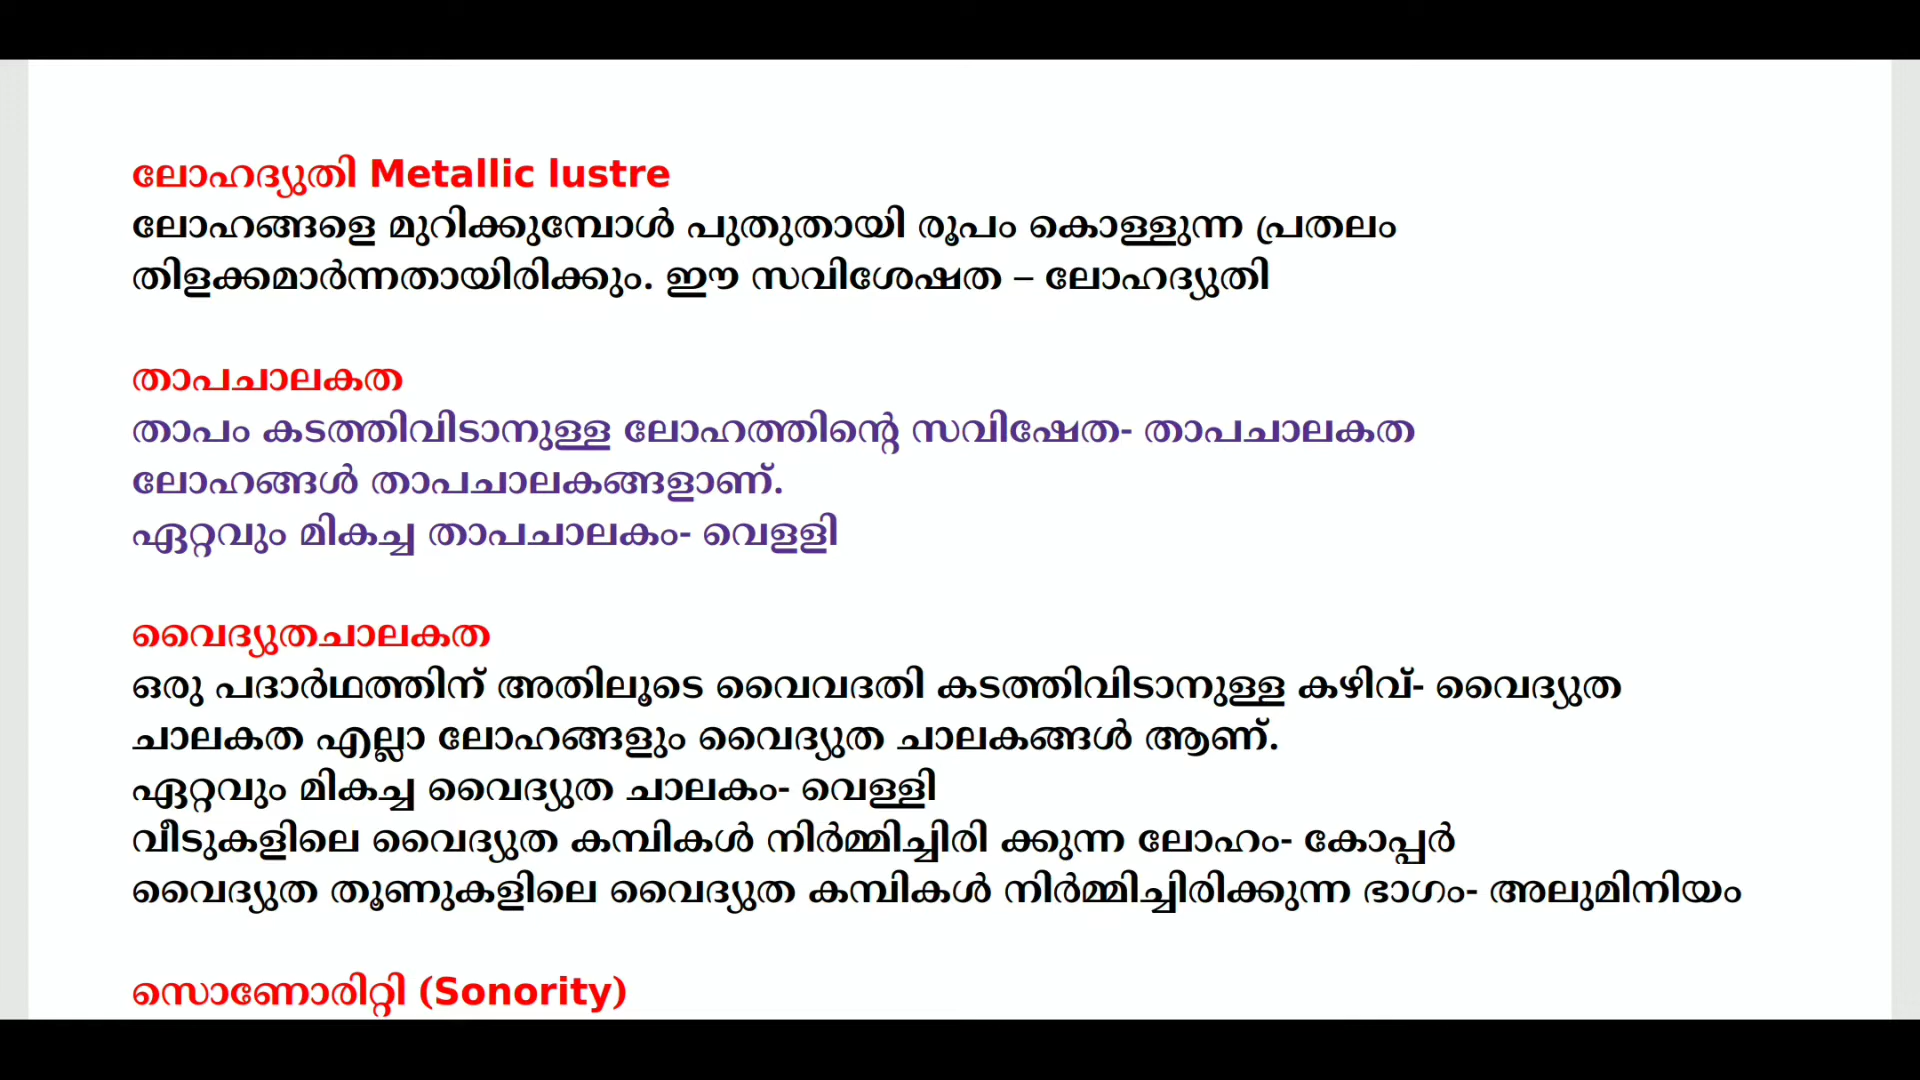 ലോഹദ്യുതി Metallic lustre
ലോഹങ്ങളെ മുറിക്കുമ്പോൾ പുതുതായി രൂപം കൊള്ളുന്ന പ്രതലം
തിളക്കമാർന്നതായിരിക്കും. ഈ സവിശേഷത – ലോഹദ്യുതി
താപചാലകത
താപം കടത്തിവിടാനുള്ള ലോഹത്തിന്റെ സവിഷേത- താപചാലകത
ലോഹങ്ങൾ താപചാലകങ്ങളാണ്.
ഏറ്റവും മികച്ച താപചാലകം- വെളളി
വൈദ്യുതചാലകത
ഒരു പദാർഥത്തിന് അതിലൂടെ വൈവദതി കടത്തിവിടാനുള്ള കഴിവ്- വൈദ്യുത
ചാലകത എല്ലാ ലോഹങ്ങളും വൈദ്യുത ചാലകങ്ങൾ ആണ്.
ഏറ്റവും മികച്ച വൈദ്യുത ചാലകം- വെള്ളി
വീടുകളിലെ വൈദ്യുത കമ്പികൾ നിർമ്മിച്ചിരി ക്കുന്ന ലോഹം- കോപ്പർ
വൈദ്യുത തൂണുകളിലെ വൈദ്യുത കമ്പികൾ നിർമ്മിച്ചിരിക്കുന്ന ഭാഗം- അലുമിനിയം
സൊണോരിറ്റി (Sonority)